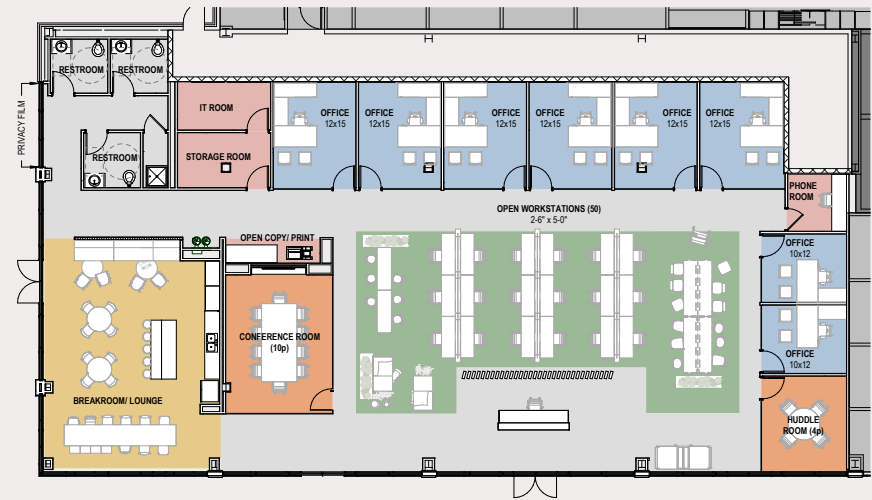 RESTROOM
RESTROOM
PRIVACY FILM
IT ROOM
OFFICE
12x15
OFFICE
12x15
OFFICE
12x15
OFFICE
12x15
OFFICE
12x15
OFFICE
12x15
RESTROOM
STORAGE ROOM
PHONE
ROOM
OPEN WORKSTATIONS (50)
2'-6" x 5'-0"
OPEN COPY/ PRINT
OFFICE
10x12
CONFERENCE ROOM
(10p)
OFFICE
10x12
BREAKROOM/ LOUNGE
HUDDLE
ROOM (4p)